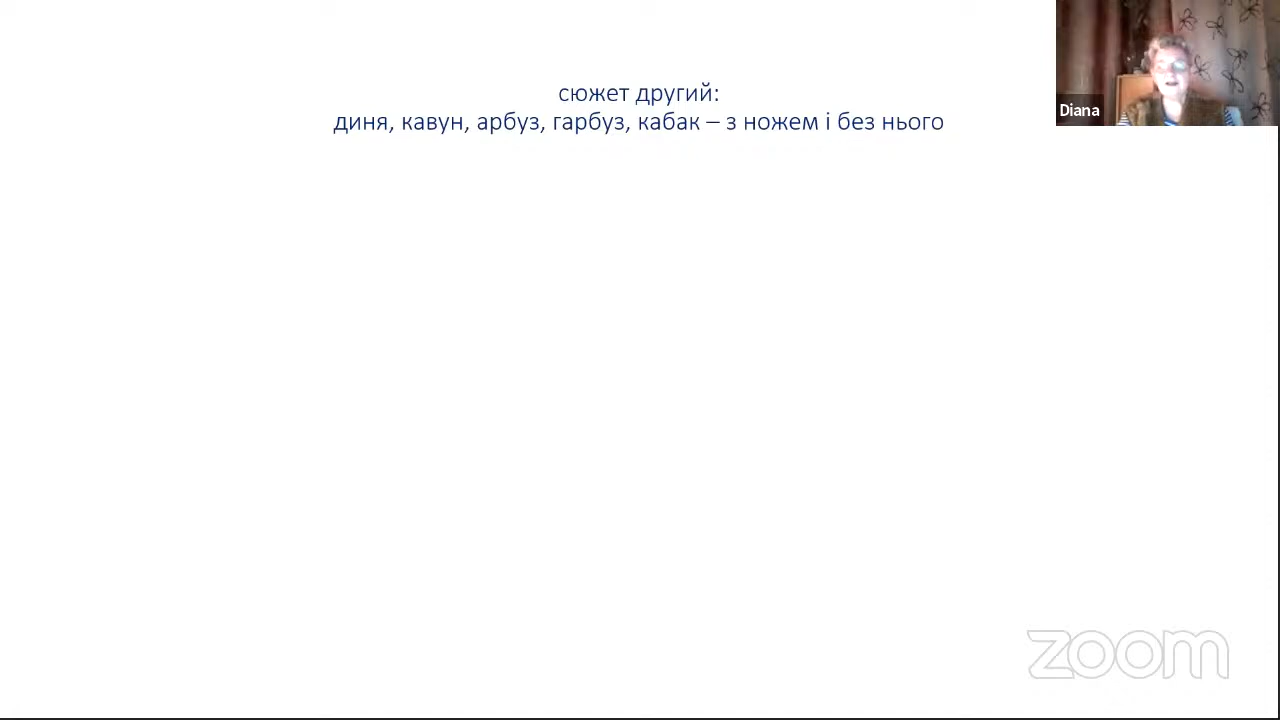 сюжет другий:
диня, кавун, арбуз, гарбуз, кабак – з ножем і без нього
Diana
zoom